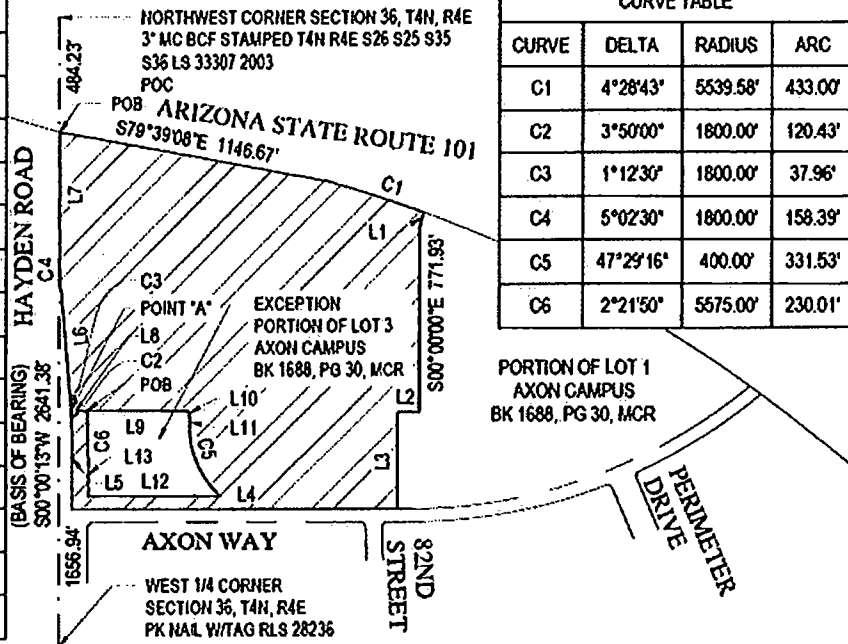 NORTHWEST CORNER SECTION 36, T4N, R4E
3" MC BCF STAMPED T4N R4E S26 S25 S35
S36 LS 33307 2003
POC
484.23'
POB
ARIZONA STATE ROUTE 101
S79°39'08"E 1146.67'
C1
L1
L7
HAYDEN ROAD
C4
(BASIS OF BEARING)
S00°00'13"W 2641.38'
L6
C3
POINT "A"
L8
C2
POB
EXCEPTION
PORTION OF LOT 3
AXON CAMPUS
BK 1688, PG 30, MCR
S00°00'00"E 771.93'
L2
L10
L9
L11
C6
C5
L13
L3
L5
L12
L4
1656.94'
AXON WAY
82ND
STREET
PERIMETER
DRIVE
WEST 1/4 CORNER
SECTION 36, T4N, R4E
PK NAIL W/TAG RLS 28236
PORTION OF LOT 1
AXON CAMPUS
BK 1688, PG 30, MCR
CURVE TABLE
CURVE DELTA RADIUS ARC
C1 4°28'43" 5539.58' 433.00'
C2 3°50'00" 1800.00' 120.43'
C3 1°12'30" 1800.00' 37.96'
C4 5°02'30" 1800.00' 158.39'
C5 47°29'16" 400.00' 331.53'
C6 2°21'50" 5575.00' 230.01'